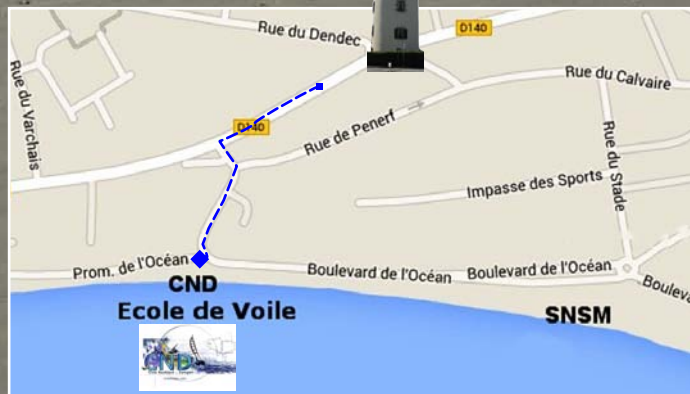 Rue du Dendec
D140
Rue du Calvaire
Rue du Varchais
D140
Rue de Penerf
Rue du Stade
Impasse des Sports
Prom. de l'Océan
Boulevard de l'Océan
Boulevard de l'Océan
CND
Ecole de Voile
SNSM
CND